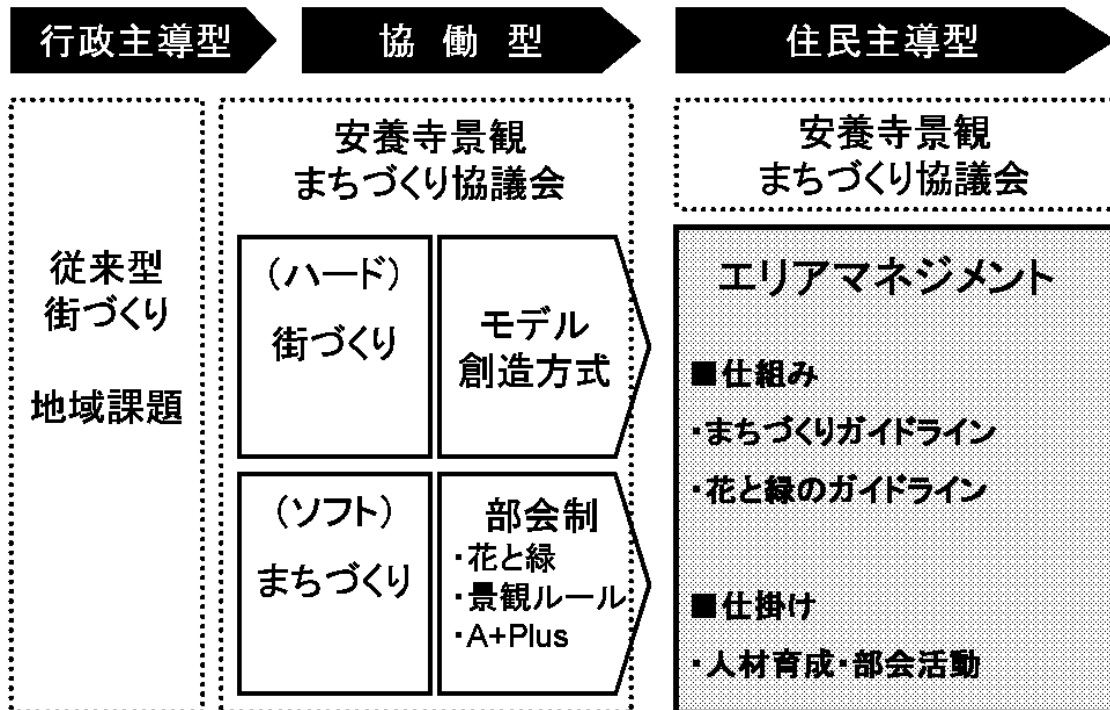 行政主導型
協働型
住民主導型
従来型
街づくり
地域課題
安養寺景観
まちづくり協議会
(ハード)
街づくり
モデル
創造方式
(ソフト)
まちづくり
部会制
・花と緑
・景観ルール
・A+Plus
安養寺景観
まちづくり協議会
エリアマネジメント
■仕組み
・まちづくりガイドライン
・花と緑のガイドライン
■仕掛け
・人材育成・部会活動